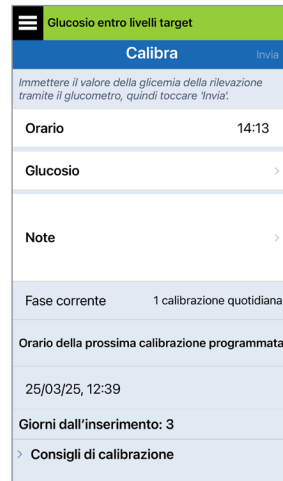 Glucosio entro livelli target
Calibra Invia
Immettere il valore della glicemia della rilevazione
tramite il glucometro, quindi toccare 'Invia'.
Orario 14:13
Glucosio
Note
Fase corrente 1 calibrazione quotidiana
Orario della prossima calibrazione programmata
25/03/25, 12:39
Giorni dall'inserimento: 3
Consigli di calibrazione